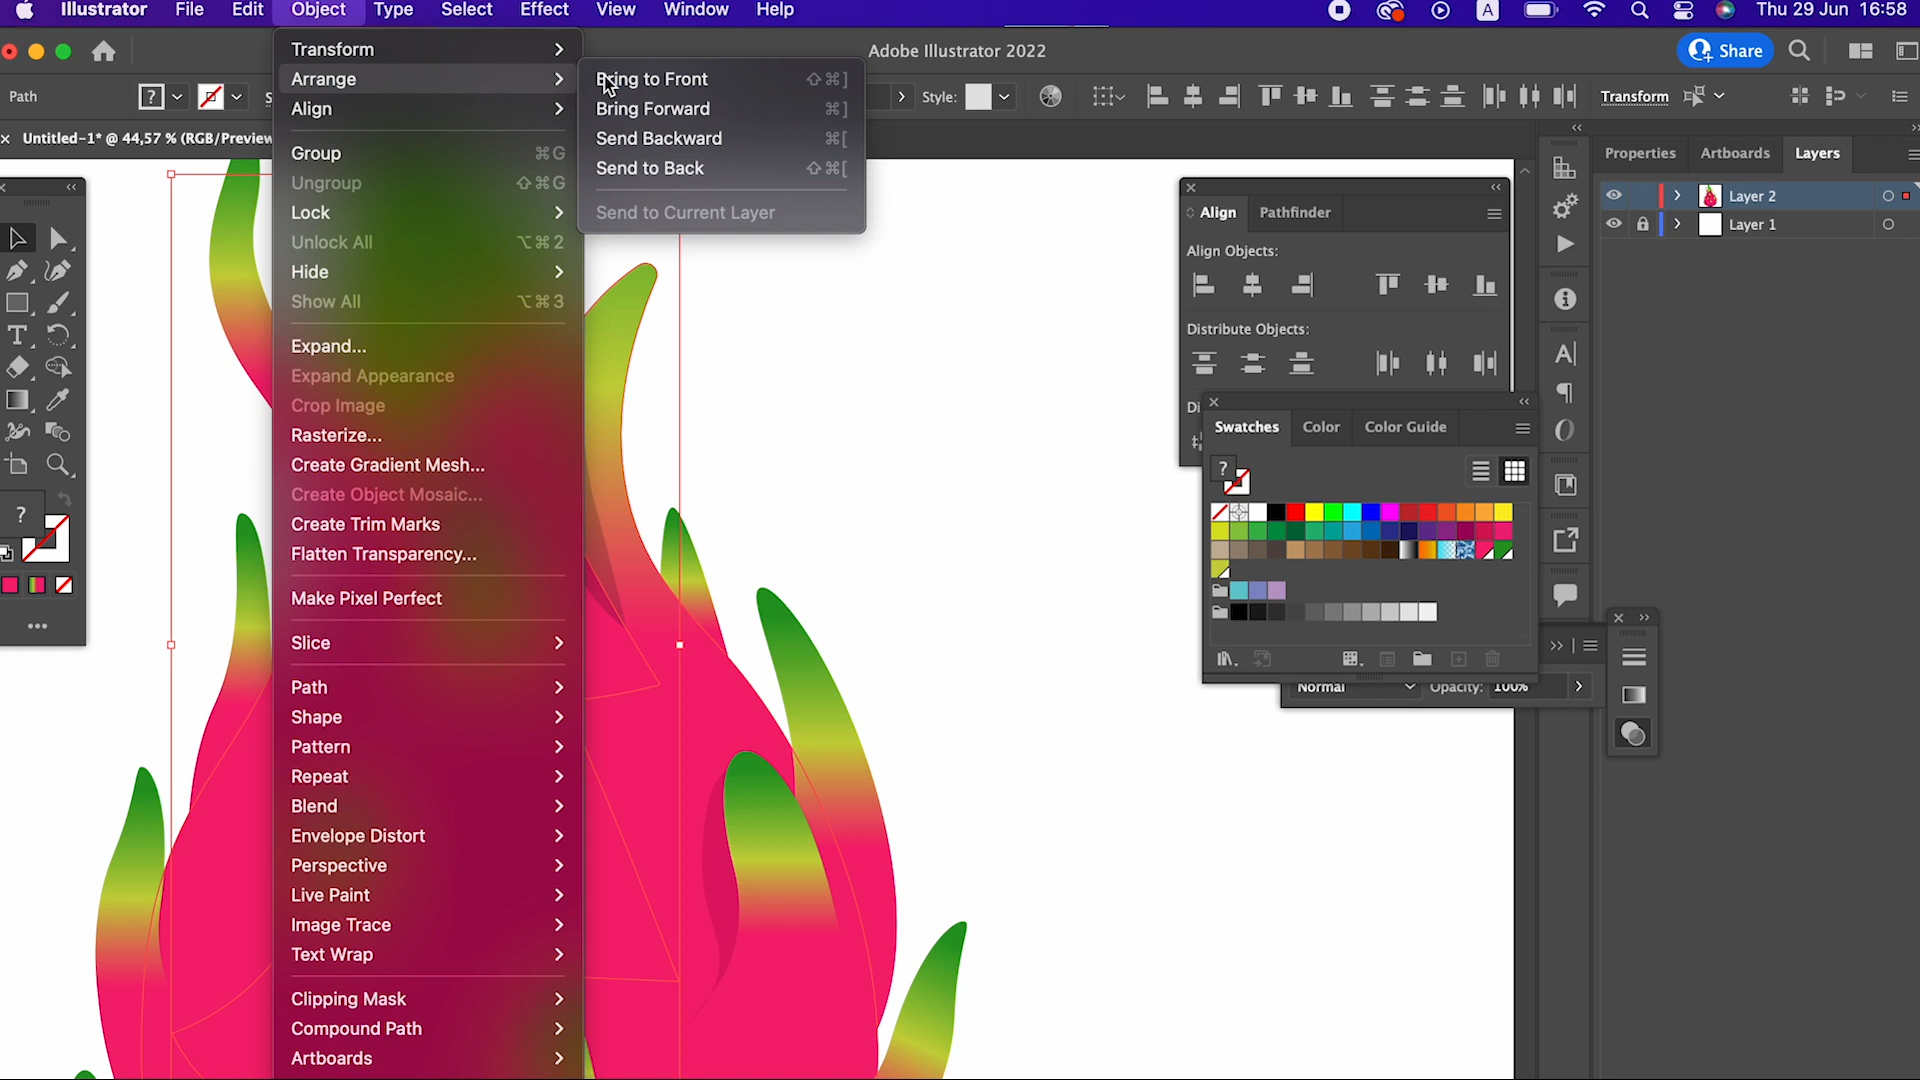 Illustrator File Edit Object Type Select Effect View Window Help A Thu 29 Jun 16:58
Adobe Illustrator 2022 Share
Path ? Style: Transform
Untitled-1* @ 44,57 % (RGB/Preview
Transform
Arrange
Align
Group ⌘G
Ungroup ⇧⌘G
Lock
Unlock All ⌥⌘2
Hide
Show All ⌥⌘3
Expand...
Expand Appearance
Crop Image
Rasterize...
Create Gradient Mesh...
Create Object Mosaic...
Create Trim Marks
Flatten Transparency...
Make Pixel Perfect
Slice
Path
Shape
Pattern
Repeat
Blend
Envelope Distort
Perspective
Live Paint
Image Trace
Text Wrap
Clipping Mask
Compound Path
Artboards
Bring to Front ⇧⌘]
Bring Forward ⌘]
Send Backward ⌘[
Send to Back ⇧⌘[
Send to Current Layer
Align Pathfinder
Align Objects:
Distribute Objects:
Di
Swatches Color Color Guide
?
Normal Opacity: 100%
Properties Artboards Layers
Layer 2
Layer 1
?